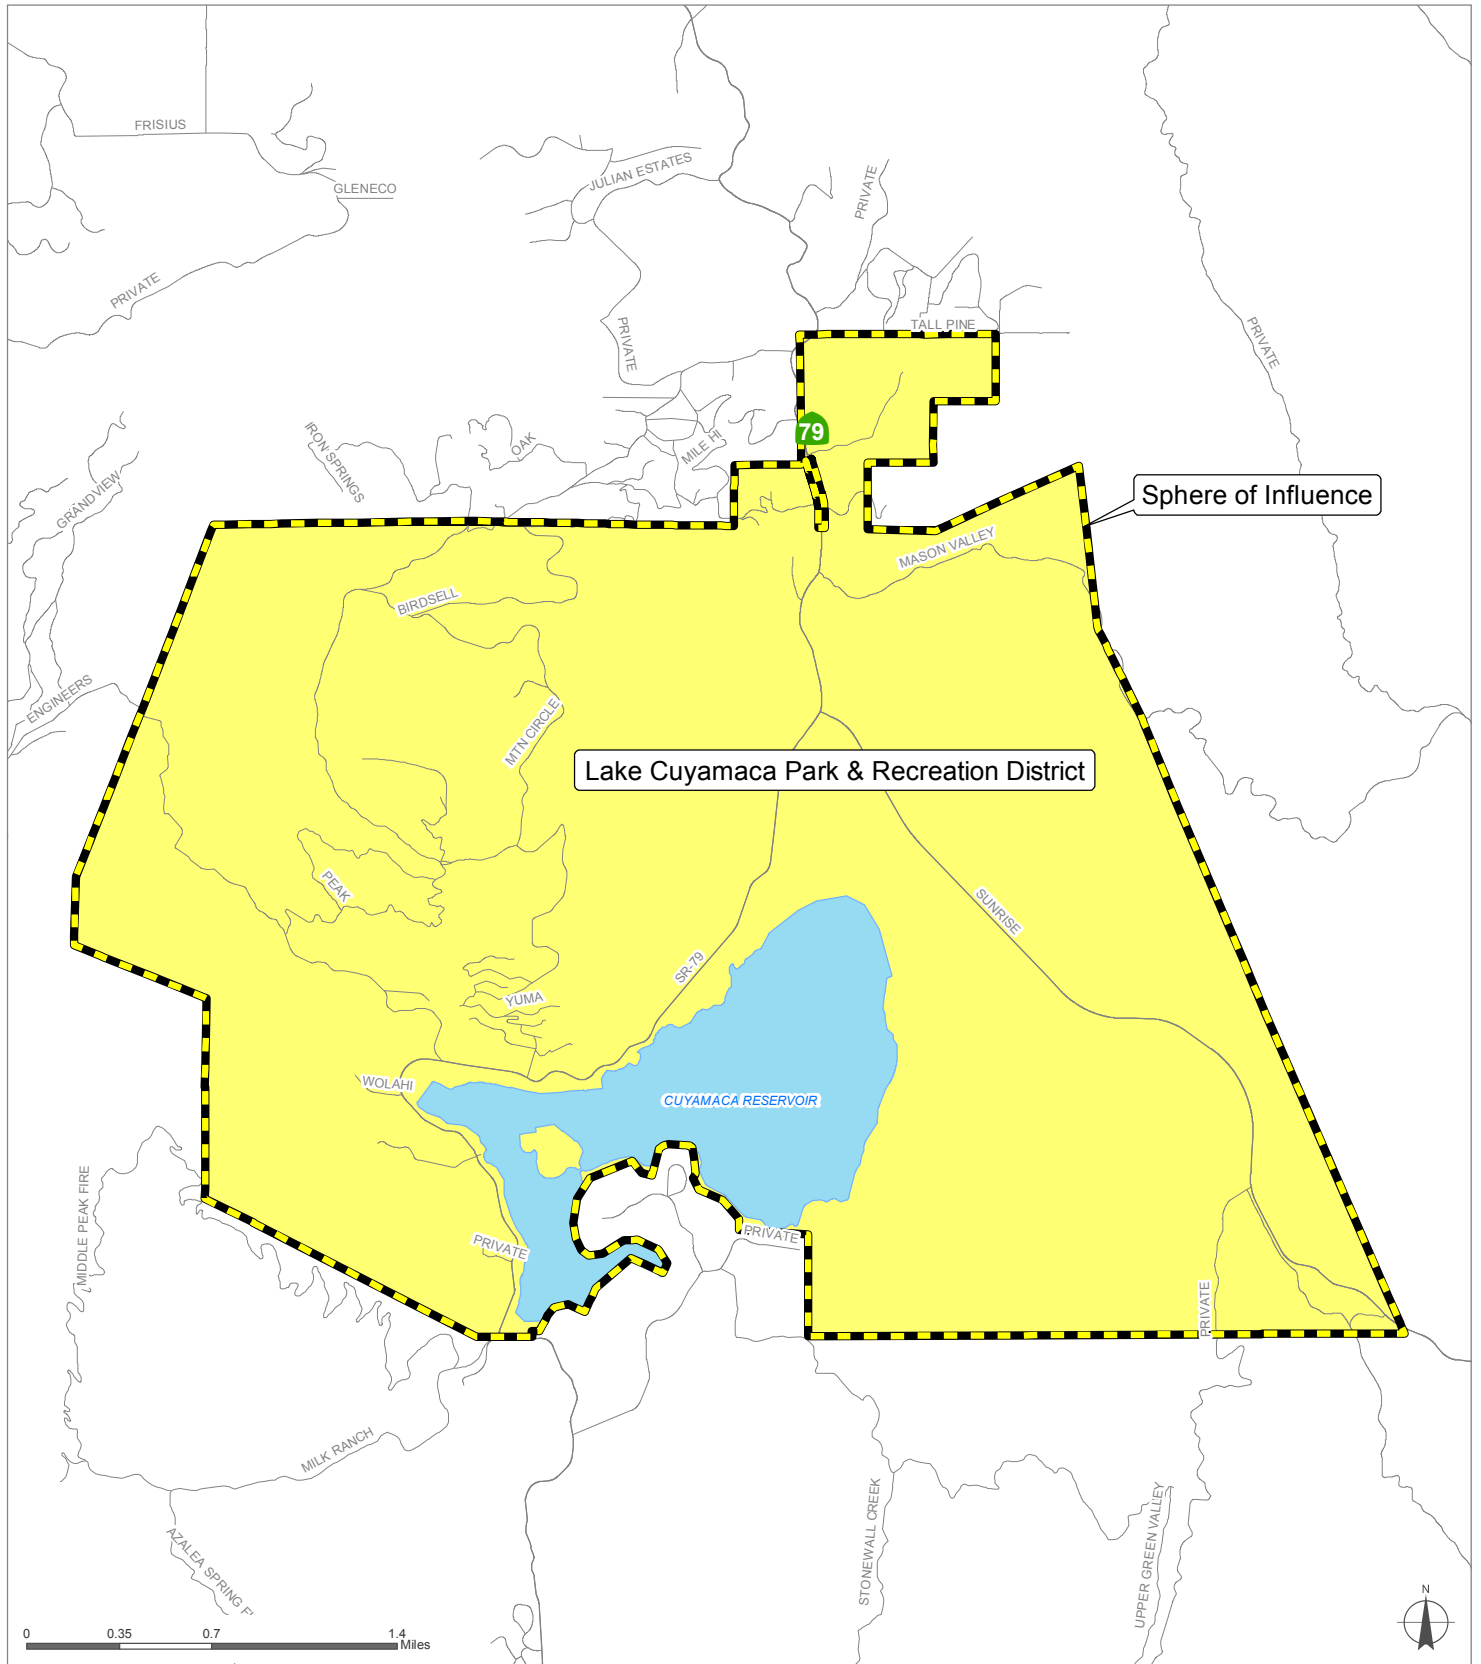 FRISIUS
GLENECO
JULIAN ESTATES
PRIVATE
PRIVATE
PRIVATE
PRIVATE
TALL PINE
79
IRON SPRINGS
OAK
MILE HI
GRANDVIEW
Sphere of Influence
MASON VALLEY
BIRDSELL
ENGINEERS
MTN CIRCLE
Lake Cuyamaca Park & Recreation District
PEAK
SUNRISE
SR-79
YUMA
WOLAHI
CUYAMACA RESERVOIR
MIDDLE PEAK FIRE
PRIVATE
PRIVATE
PRIVATE
MILK RANCH
STONEWALL CREEK
UPPER GREEN VALLEY
AZALEA SPRING
N
0 0.35 0.7 1.4
Miles